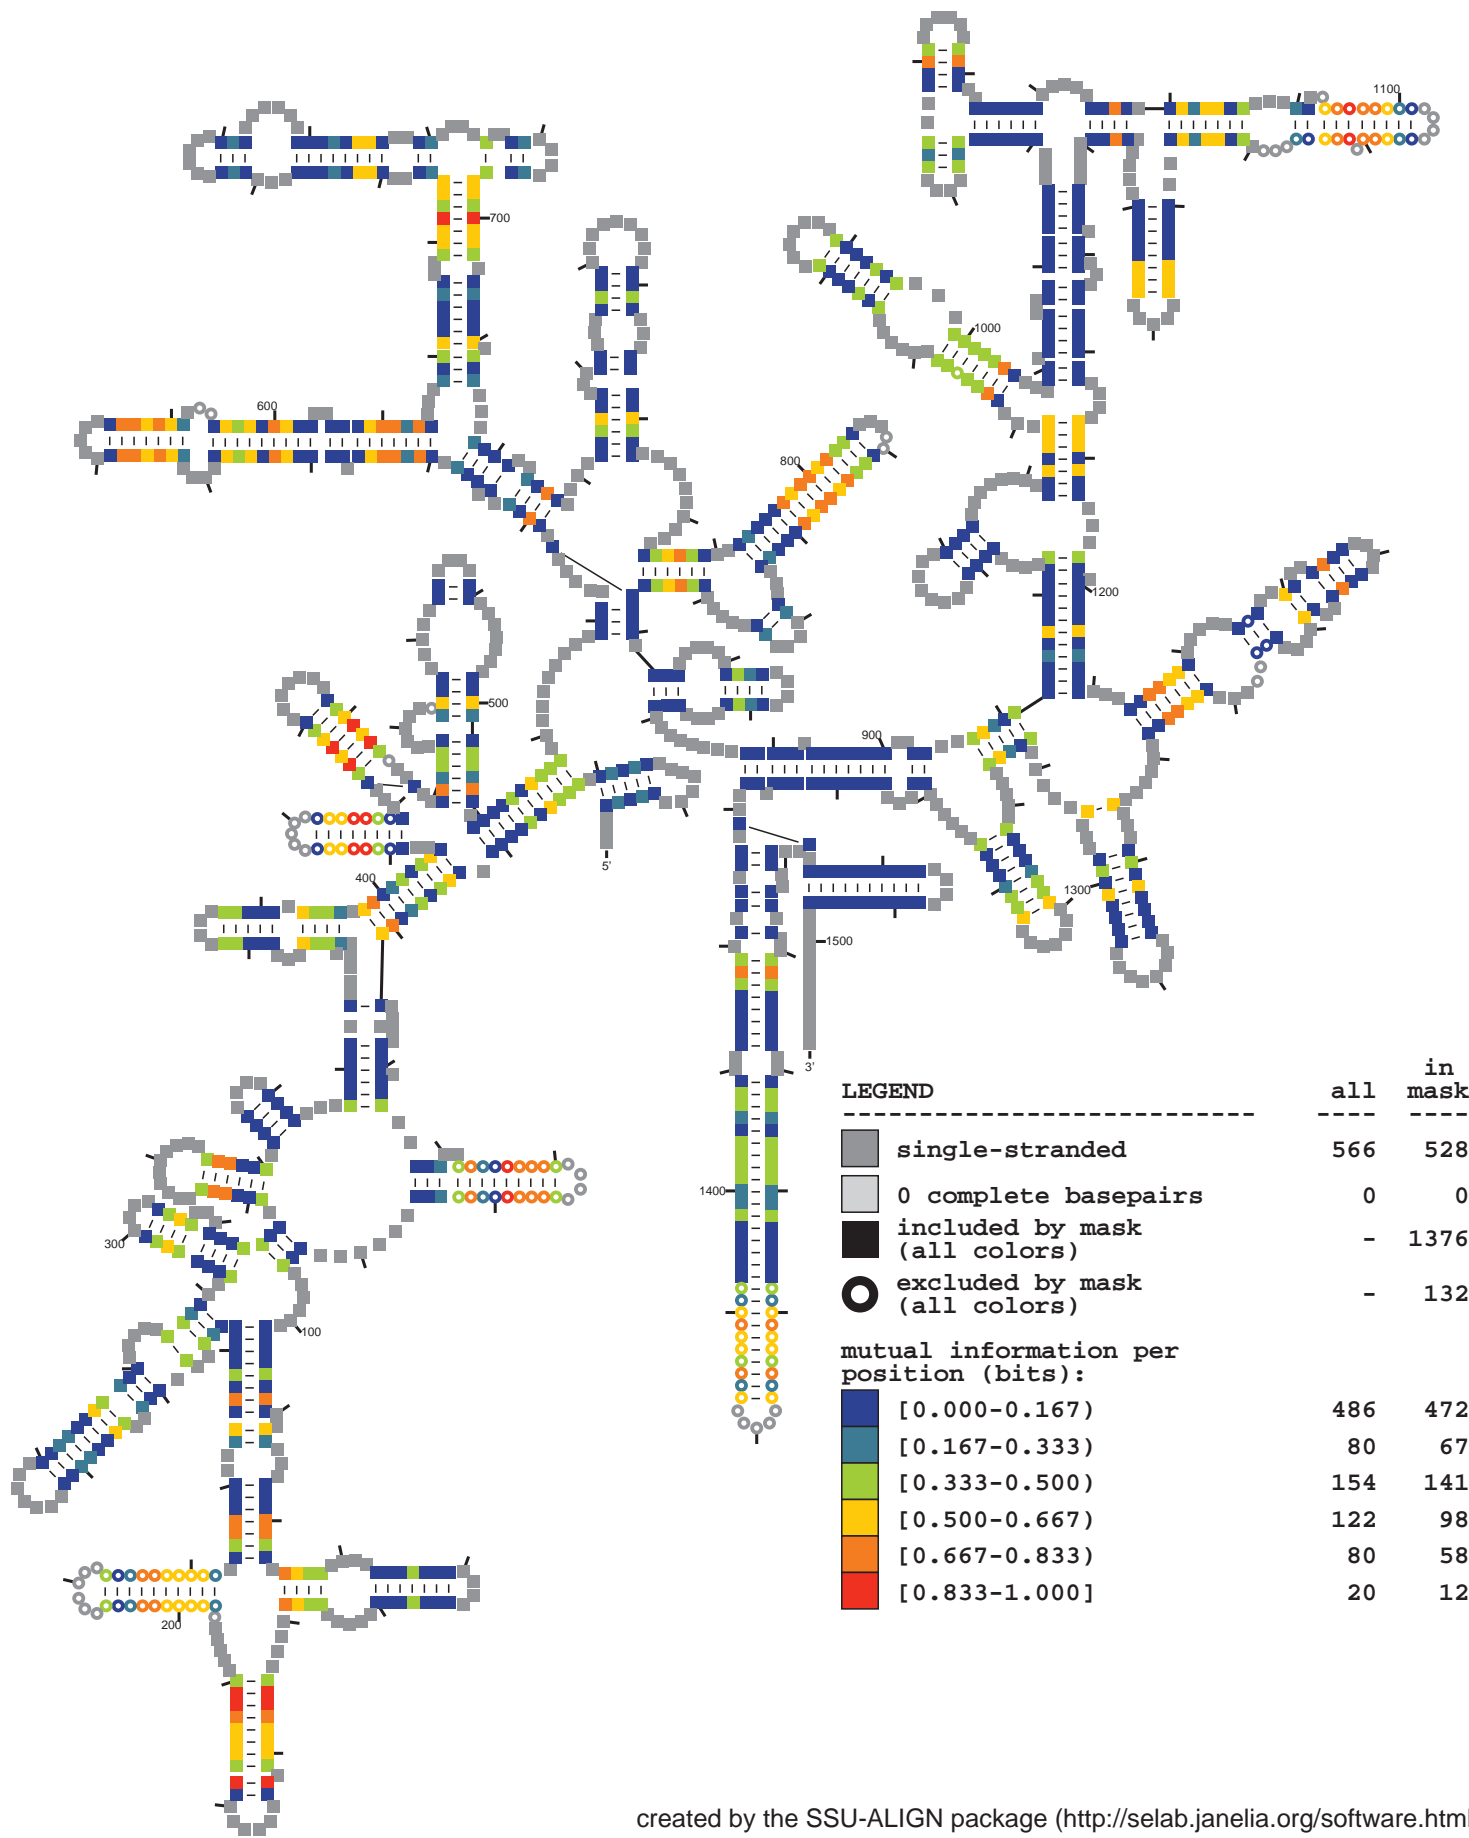 1100
700
1000
600
800
1200
500
900
5'
400
1300
1500
3'
in
LEGEND all mask
---------------------------- ---- ----
single-stranded 566 528
0 complete basepairs 0 0
included by mask
(all colors) - 1376
excluded by mask
(all colors) - 132
mutual information per
position (bits):
[0.000-0.167) 486 472
[0.167-0.333) 80 67
[0.333-0.500) 154 141
[0.500-0.667) 122 98
[0.667-0.833) 80 58
[0.833-1.000] 20 12
1400
300
100
200
created by the SSU-ALIGN package (http://selab.janelia.org/software.html